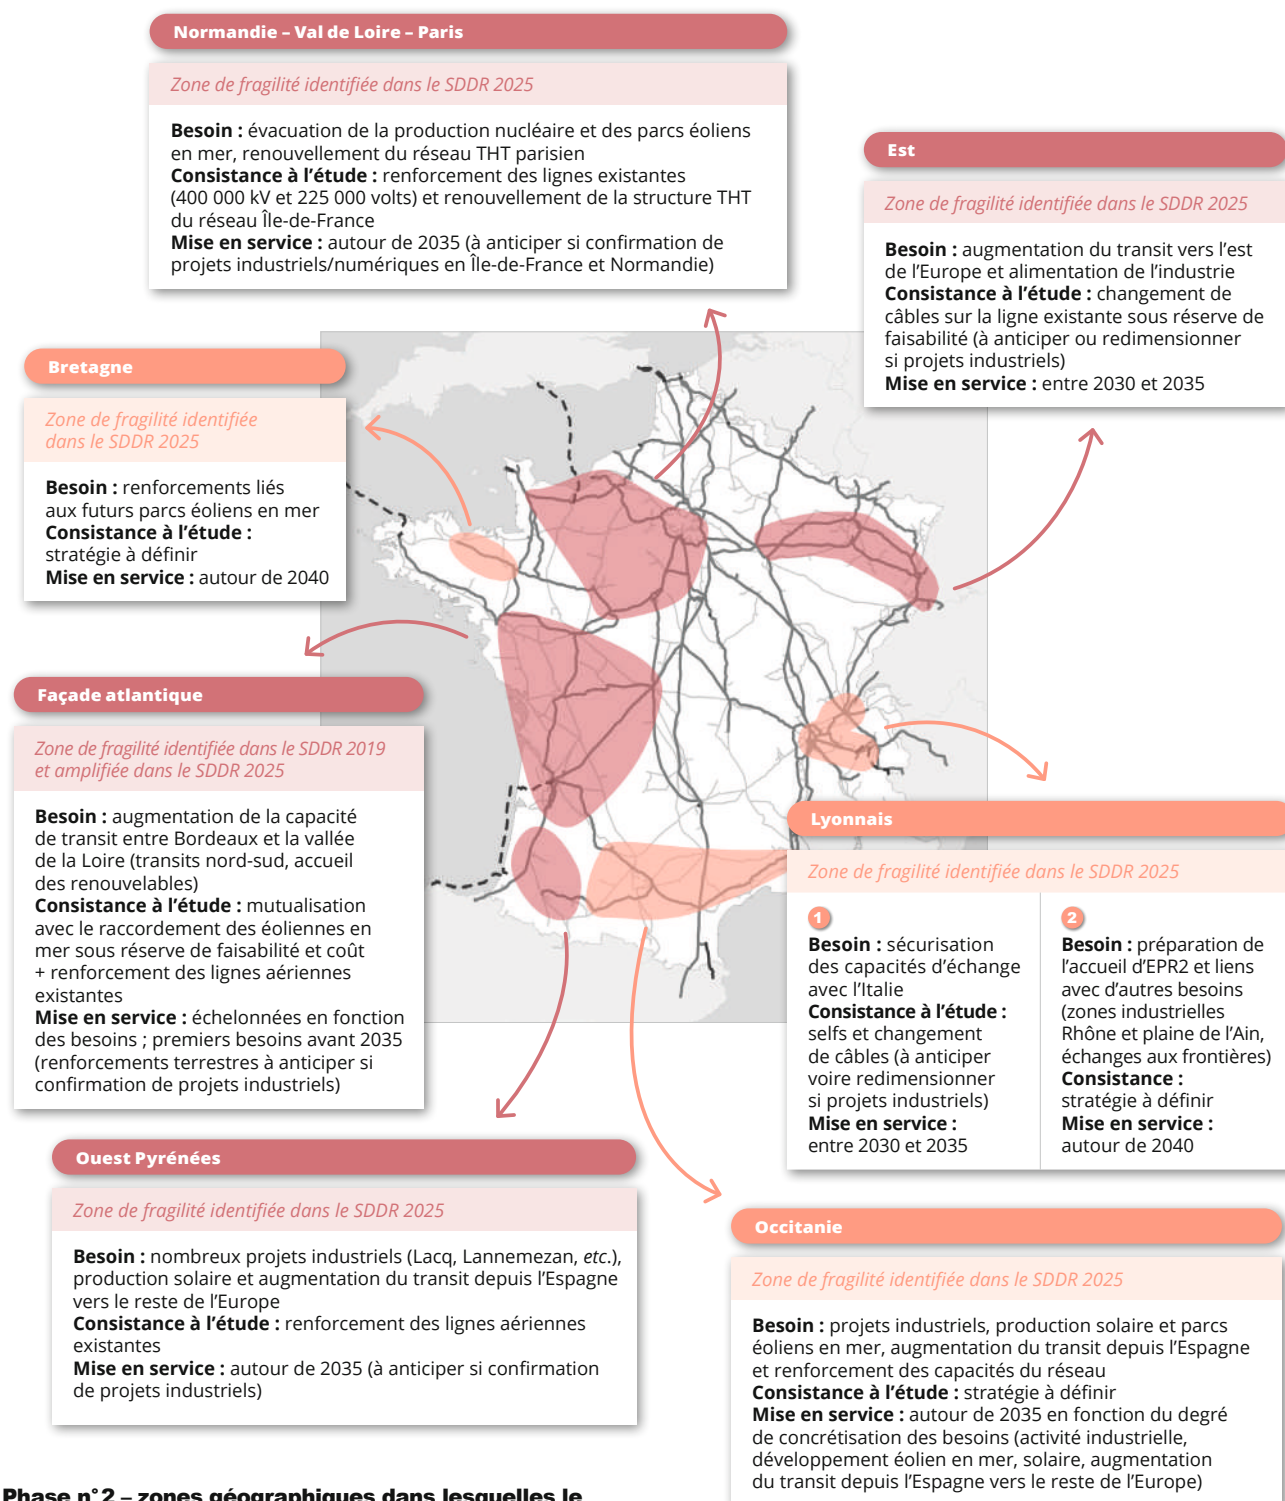 Normandie – Val de Loire – Paris
Zone de fragilité identifiée dans le SDDR 2025
Besoin : évacuation de la production nucléaire et des parcs éoliens
en mer, renouvellement du réseau THT parisien
Consistance à l'étude : renforcement des lignes existantes
(400 000 kV et 225 000 volts) et renouvellement de la structure THT
du réseau Île-de-France
Mise en service : autour de 2035 (à anticiper si confirmation de
projets industriels/numériques en Île-de-France et Normandie)
Est
Zone de fragilité identifiée dans le SDDR 2025
Besoin : augmentation du transit vers l'est
de l'Europe et alimentation de l'industrie
Consistance à l'étude : changement de
câbles sur la ligne existante sous réserve de
faisabilité (à anticiper ou redimensionner
si projets industriels)
Mise en service : entre 2030 et 2035
Bretagne
Zone de fragilité identifiée
dans le SDDR 2025
Besoin : renforcements liés
aux futurs parcs éoliens en mer
Consistance à l'étude :
stratégie à définir
Mise en service : autour de 2040
Façade atlantique
Zone de fragilité identifiée dans le SDDR 2019
et amplifiée dans le SDDR 2025
Besoin : augmentation de la capacité
de transit entre Bordeaux et la vallée
de la Loire (transits nord-sud, accueil
des renouvelables)
Consistance à l'étude : mutualisation
avec le raccordement des éoliennes en
mer sous réserve de faisabilité et coût
+ renforcement des lignes aériennes
existantes
Mise en service : échelonnées en fonction
des besoins ; premiers besoins avant 2035
(renforcements terrestres à anticiper si
confirmation de projets industriels)
Lyonnais
Zone de fragilité identifiée dans le SDDR 2025
1
Besoin : sécurisation
des capacités d'échange
avec l'Italie
Consistance à l'étude :
selfs et changement
de câbles (à anticiper
voire redimensionner
si projets industriels)
Mise en service :
entre 2030 et 2035
2
Besoin : préparation de
l'accueil d'EPR2 et liens
avec d'autres besoins
(zones industrielles
Rhône et plaine de l'Ain,
échanges aux frontières)
Consistance :
stratégie à définir
Mise en service :
autour de 2040
Ouest Pyrénées
Zone de fragilité identifiée dans le SDDR 2025
Besoin : nombreux projets industriels (Lacq, Lannemezan, etc.),
production solaire et augmentation du transit depuis l'Espagne
vers le reste de l'Europe
Consistance à l'étude : renforcement des lignes aériennes
existantes
Mise en service : autour de 2035 (à anticiper si confirmation
de projets industriels)
Occitanie
Zone de fragilité identifiée dans le SDDR 2025
Besoin : projets industriels, production solaire et parcs
éoliens en mer, augmentation du transit depuis l'Espagne
et renforcement des capacités du réseau
Consistance à l'étude : stratégie à définir
Mise en service : autour de 2035 en fonction du degré
de concrétisation des besoins (activité industrielle,
développement éolien en mer, solaire, augmentation
du transit depuis l'Espagne vers le reste de l'Europe)
Phase n°2 – zones géographiques dans lesquelles le